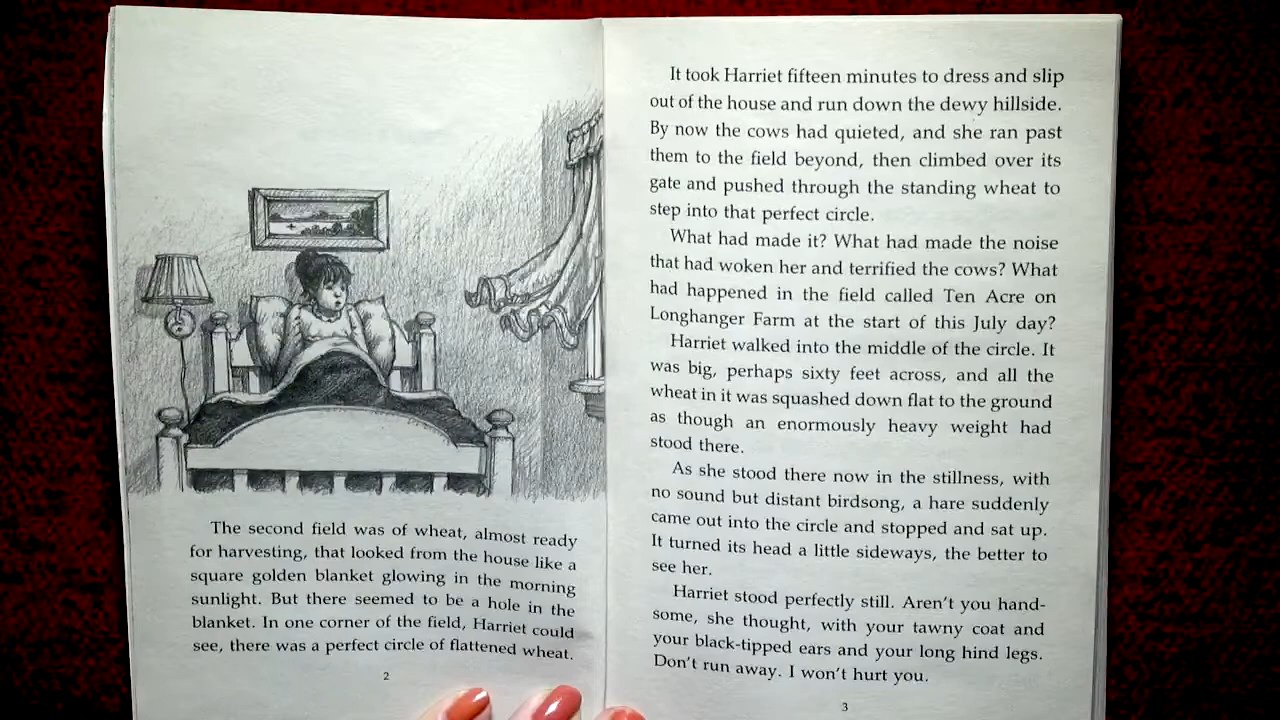 The second field was of wheat, almost ready
for harvesting, that looked from the house like a
square golden blanket glowing in the morning
sunlight. But there seemed to be a hole in the
blanket. In one corner of the field, Harriet could
see, there was a perfect circle of flattened wheat.
2
It took Harriet fifteen minutes to dress and slip
out of the house and run down the dewy hillside.
By now the cows had quieted, and she ran past
them to the field beyond, then climbed over its
gate and pushed through the standing wheat to
step into that perfect circle.
What had made it? What had made the noise
that had woken her and terrified the cows? What
had happened in the field called Ten Acre on
Longhanger Farm at the start of this July day?
Harriet walked into the middle of the circle. It
was big, perhaps sixty feet across, and all the
wheat in it was squashed down flat to the ground
as though an enormously heavy weight had
stood there.
As she stood there now in the stillness, with
no sound but distant birdsong, a hare suddenly
came out into the circle and stopped and sat up.
It turned its head a little sideways, the better to
see her.
Harriet stood perfectly still. Aren't you hand-
some, she thought, with your tawny coat and
your black-tipped ears and your long hind legs.
Don't run away. I won't hurt you.
3